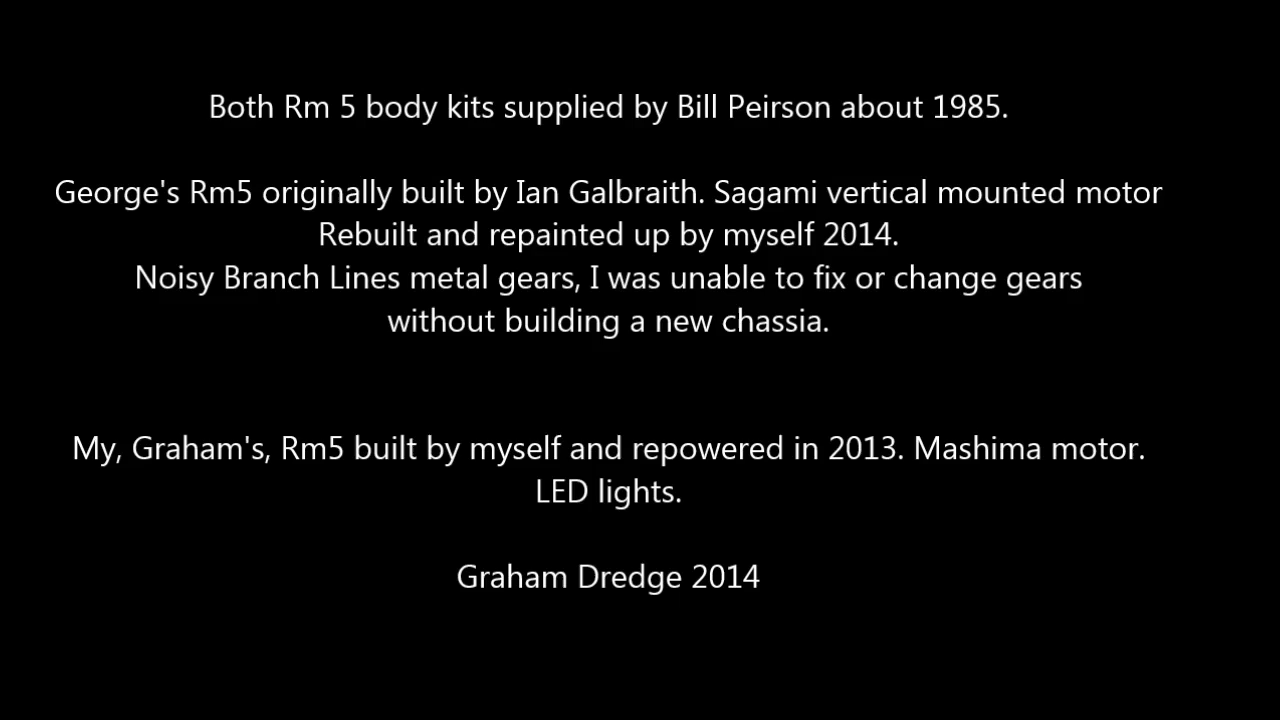 Both Rm 5 body kits supplied by Bill Peirson about 1985.
George's Rm5 originally built by Ian Galbraith. Sagami vertical mounted motor
Rebuilt and repainted up by myself 2014.
Noisy Branch Lines metal gears, I was unable to fix or change gears
without building a new chassia.
My, Graham's, Rm5 built by myself and repowered in 2013. Mashima motor.
LED lights.
Graham Dredge 2014